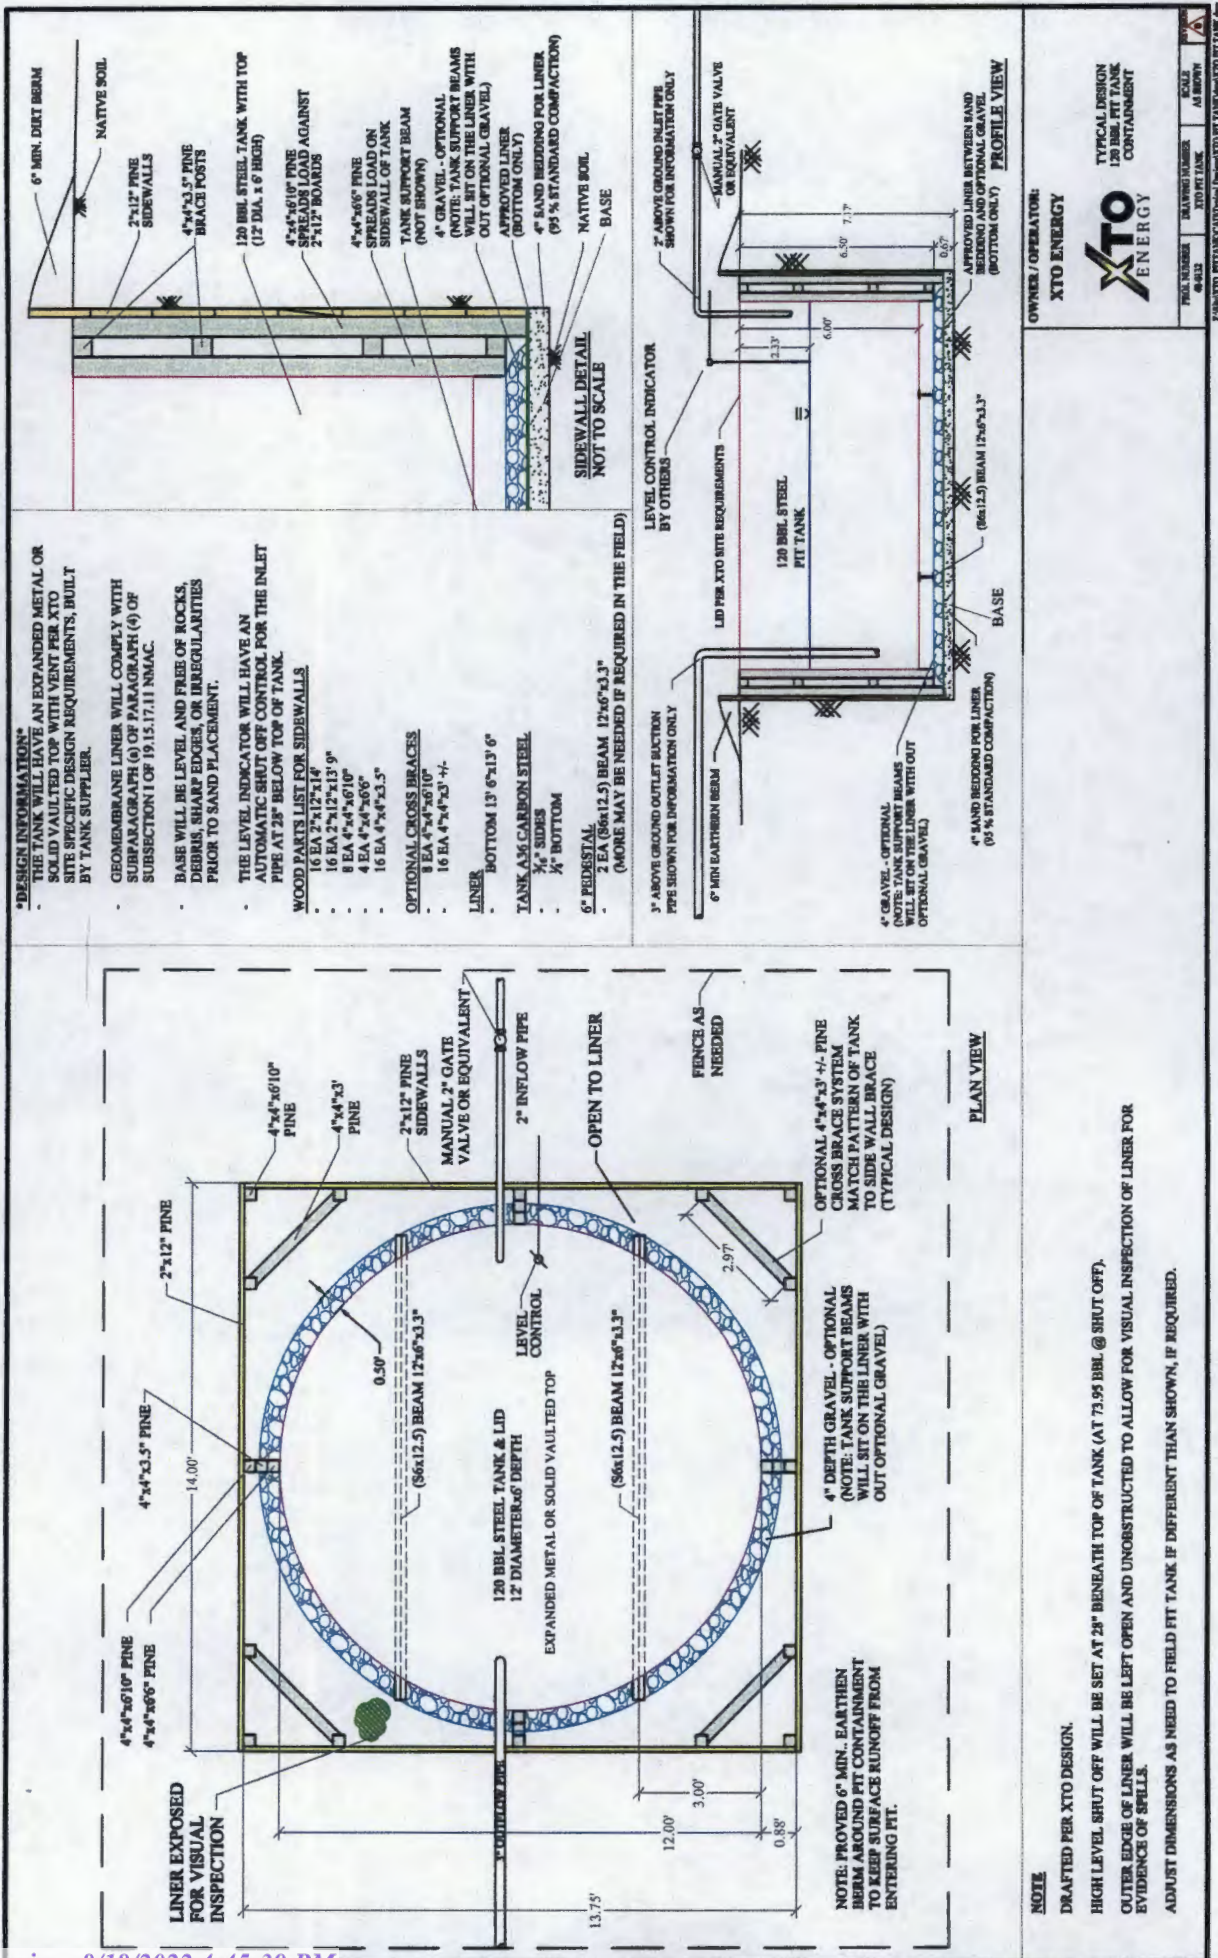 *DESIGN INFORMATION*
- THE TANK WILL HAVE AN EXPANDED METAL OR
SOLID VAULTED TOP WITH VENT PER XTO
SITE SPECIFIC DESIGN REQUIREMENTS, BUILT
BY TANK SUPPLIER.
- GEOMEMBRANE LINER WILL COMPLY WITH
SUBPARAGRAPH (a) OF PARAGRAPH (4) OF
SUBSECTION I OF 19.15.17.11 NMAC.
- BASE WILL BE LEVEL AND FREE OF ROCKS,
DEBRIS, SHARP EDGES, OR IRREGULARITIES
PRIOR TO SAND PLACEMENT.
- THE LEVEL INDICATOR WILL HAVE AN
AUTOMATIC SHUT OFF CONTROL FOR THE INLET
PIPE AT 28" BELOW TOP OF TANK.
WOOD PARTS LIST FOR SIDEWALLS
- 16 EA 2"x12"x14'
- 16 EA 2"x12"x13' 9"
- 8 EA 4"x4"x6'10"
- 4 EA 4"x4"x6'6"
- 16 EA 4"x4"x3.5"
OPTIONAL CROSS BRACES
- 8 EA 4"x4"x6'10"
- 16 EA 4"x4"x3' +/-
LINER
- BOTTOM 13' 6"x13' 6"
TANK A36 CARBON STEEL
- 3/16" SIDES
- 1/4" BOTTOM
6" PEDESTAL
- 2 EA (S6x12.5) BEAM 12'x6"x3.3"
(MORE MAY BE NEEDED IF REQUIRED IN THE FIELD)
6" MIN. DIRT BERM
NATIVE SOIL
2"x12" PINE
SIDEWALLS
4"x4"x3.5" PINE
BRACE POSTS
120 BBL STEEL TANK WITH TOP
(12' DIA. x 6' HIGH)
4"x4"x6'10" PINE
SPREADS LOAD AGAINST
2"x12" BOARDS
4"x4"x6'6" PINE
SPREADS LOAD ON
SIDEWALL OF TANK
TANK SUPPORT BEAM
(NOT SHOWN)
4" GRAVEL - OPTIONAL
(NOTE: TANK SUPPORT BEAMS
WILL SIT ON THE LINER WITH
OUT OPTIONAL GRAVEL)
APPROVED LINER
(BOTTOM ONLY)
4" SAND BEDDING FOR LINER
(95 % STANDARD COMPACTION)
NATIVE SOIL
BASE
SIDEWALL DETAIL
NOT TO SCALE
LINER EXPOSED
FOR VISUAL
INSPECTION
4"x4"x6'10" PINE
4"x4"x6'6" PINE
4"x4"x3.5" PINE
14.00'
2"x12" PINE
4"x4"x6'10"
PINE
4"x4"x3'
PINE
2"x12" PINE
SIDEWALLS
MANUAL 2" GATE
VALVE OR EQUIVALENT
2" INFLOW PIPE
OPEN TO LINER
FENCE AS
NEEDED
0.50'
(S6x12.5) BEAM 12'x6"x3.3"
120 BBL STEEL TANK & LID
12' DIAMETERx6' DEPTH
EXPANDED METAL OR SOLID VAULTED TOP
LEVEL
CONTROL
(S6x12.5) BEAM 12'x6"x3.3"
3" OUTFLOW PIPE
13.75'
12.00'
3.00'
0.88'
2.97'
4" DEPTH GRAVEL - OPTIONAL
(NOTE: TANK SUPPORT BEAMS
WILL SIT ON THE LINER WITH
OUT OPTIONAL GRAVEL)
OPTIONAL 4"x4"x3' +/- PINE
CROSS BRACE SYSTEM
MATCH PATTERN OF TANK
TO SIDE WALL BRACE
(TYPICAL DESIGN)
NOTE: PROVED 6" MIN.. EARTHEN
BERM AROUND PIT CONTAINMENT
TO KEEP SURFACE RUNOFF FROM
ENTERING PIT.
PLAN VIEW
3" ABOVE GROUND OUTLET SUCTION
PIPE SHOWN FOR INFORMATION ONLY
6" MIN EARTHERN BERM
LEVEL CONTROL INDICATOR
BY OTHERS
2" ABOVE GROUND INLET PIPE
SHOWN FOR INFORMATION ONLY
MANUAL 2" GATE VALVE
OR EQUIVALENT
LID PER XTO SITE REQUIREMENTS
120 BBL STEEL
PIT TANK
2.33'
6.00'
6.50'
7.17'
0.67'
4" GRAVEL - OPTIONAL
(NOTE: TANK SUPPORT BEAMS
WILL SIT ON THE LINER WITH OUT
OPTIONAL GRAVEL)
4" SAND BEDDING FOR LINER
(95 % STANDARD COMPACTION)
BASE
(S6x12.5) BEAM 12'x6"x3.3"
APPROVED LINER BETWEEN SAND
BEDDING AND OPTIONAL GRAVEL
(BOTTOM ONLY)
PROFILE VIEW
NOTE
DRAFTED PER XTO DESIGN.
HIGH LEVEL SHUT OFF WILL BE SET AT 28" BENEATH TOP OF TANK (AT 73.95 BBL @ SHUT OFF).
OUTER EDGE OF LINER WILL BE LEFT OPEN AND UNOBSTRUCTED TO ALLOW FOR VISUAL INSPECTION OF LINER FOR
EVIDENCE OF SPILLS.
ADJUST DIMENSIONS AS NEED TO FIELD FIT TANK IF DIFFERENT THAN SHOWN, IF REQUIRED.
OWNER / OPERATOR:
XTO ENERGY
XTO
ENERGY
TYPICAL DESIGN
120 BBL PIT TANK
CONTAINMENT
PROJ. NUMBER
DRAWING NUMBER
XTO PIT TANK
SCALE
AS SHOWN